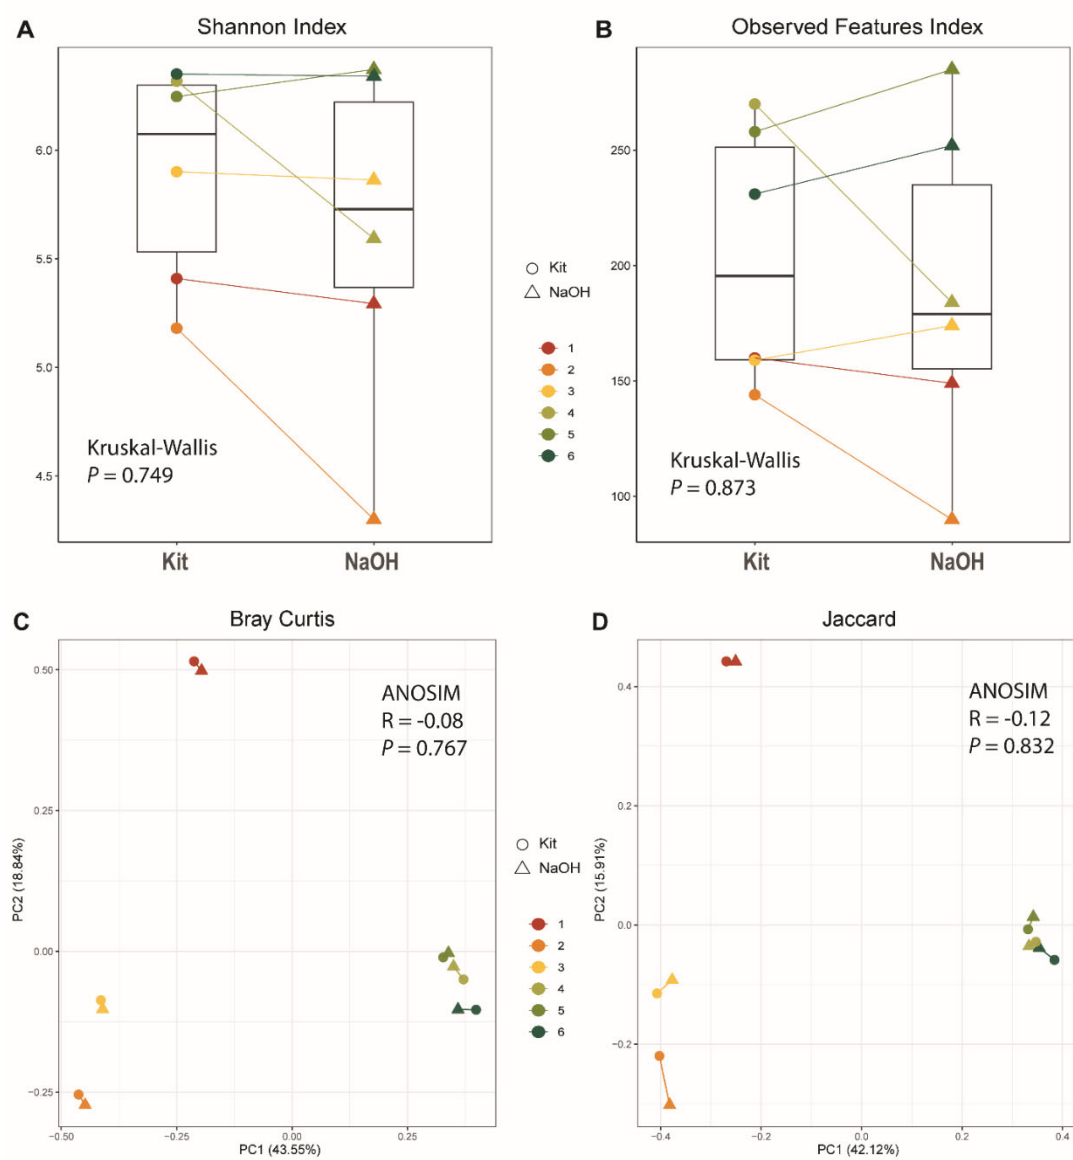 A
Shannon Index
6.0
5.5
5.0
4.5
Kruskal-Wallis
P = 0.749
Kit
NaOH
B
Observed Features Index
250
200
150
100
Kruskal-Wallis
P = 0.873
Kit
NaOH
Kit
NaOH
1
2
3
4
5
6
C
Bray Curtis
ANOSIM
R = -0.08
P = 0.767
PC2 (18.84%)
0.50
0.25
0.00
−0.25
−0.50
−0.25
0.00
0.25
PC1 (43.55%)
Kit
NaOH
1
2
3
4
5
6
D
Jaccard
ANOSIM
R = -0.12
P = 0.832
PC2 (15.91%)
0.4
0.2
0.0
−0.2
−0.4
−0.2
0.0
0.2
0.4
PC1 (42.12%)